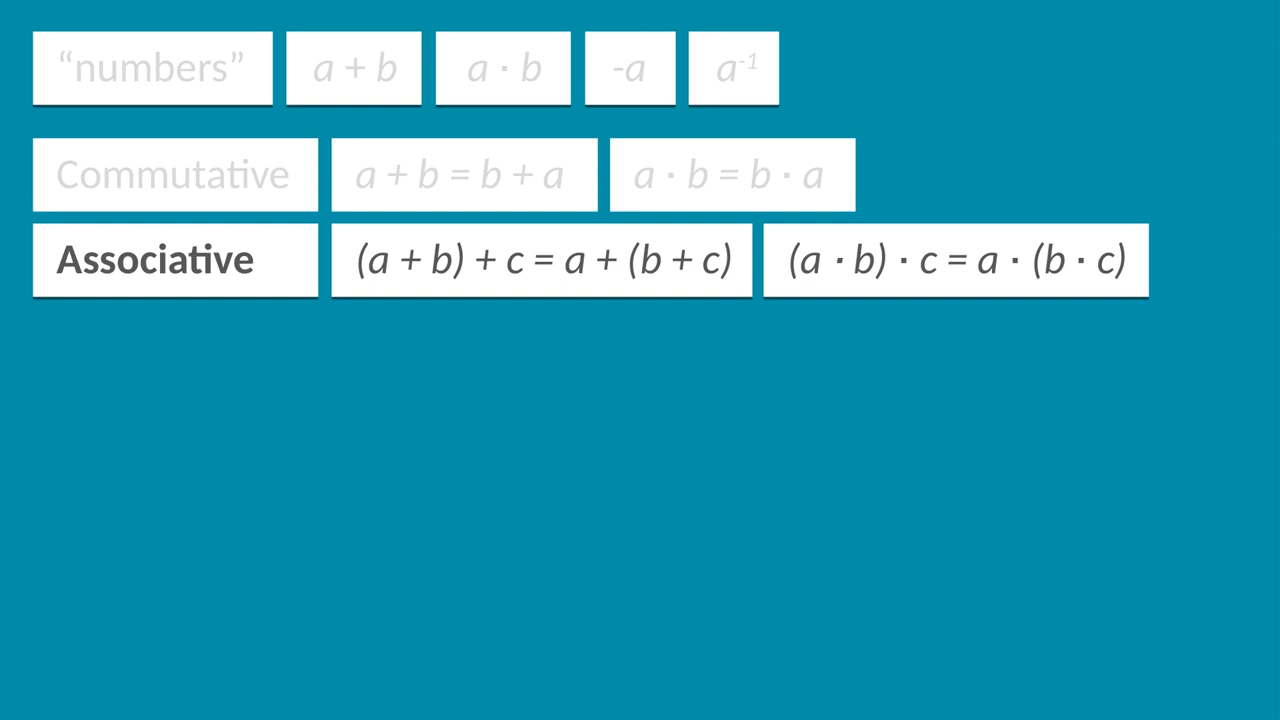 “numbers” a + b a · b -a a⁻¹
Commutative a + b = b + a a · b = b · a
Associative (a + b) + c = a + (b + c) (a · b) · c = a · (b · c)